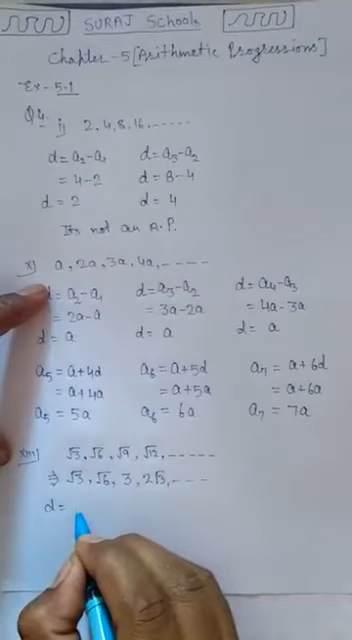 SURAJ Schools
Chapter-5 [Arithmetic Progressions]
Ex-5.1
Q4. i) 2, 4, 8, 16, -----
d = a₂-a₁ d = a₃-a₂
= 4-2 d = 8-4
d = 2 d = 4
It's not an A.P.
x) a, 2a, 3a, 4a, -----
d = a₂-a₁ d = a₃-a₂ d = a₄-a₃
= 2a-a = 3a-2a = 4a-3a
d = a d = a d = a
a₅ = a+4d a₆ = a+5d a₇ = a+6d
= a+4a = a+5a = a+6a
a₅ = 5a a₆ = 6a a₇ = 7a
xiii) √3, √6, √9, √12, -----
⇒ √3, √6, 3, 2√3, ---
d =